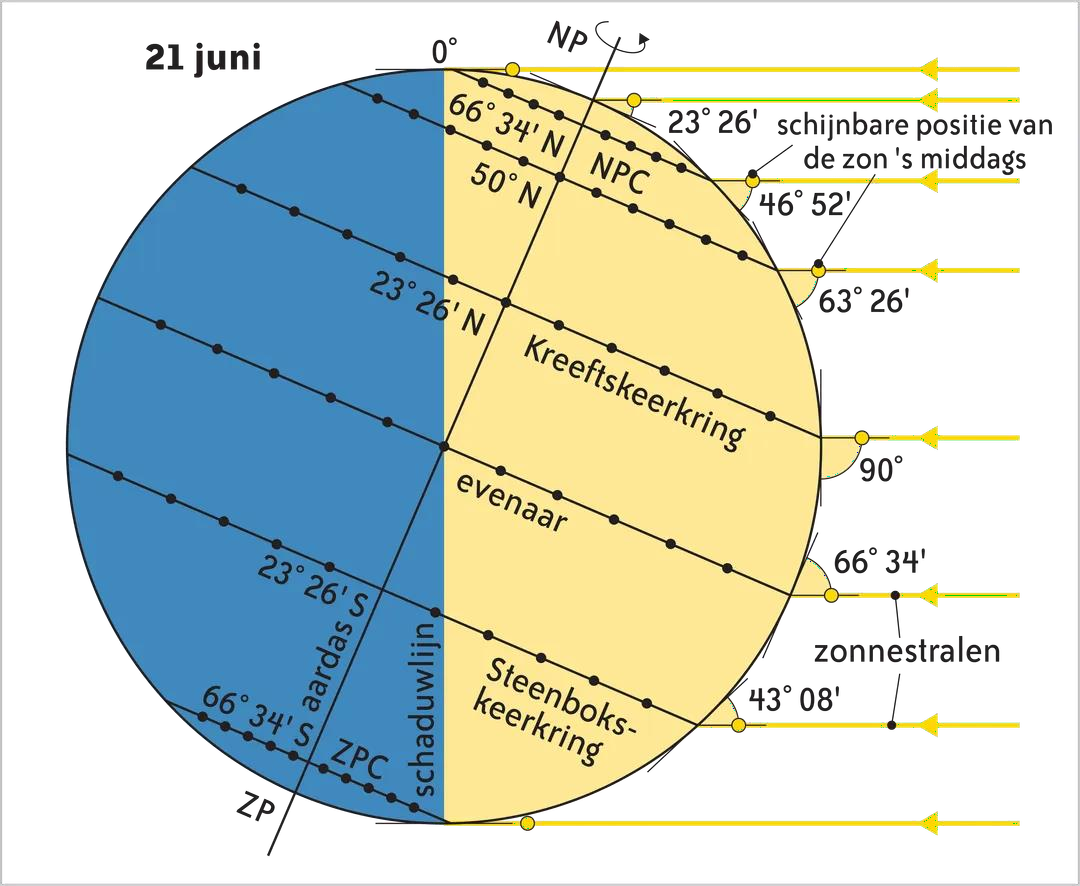 21 juni
0°
NP
66° 34' N
23° 26'
schijnbare positie van
de zon 's middags
NPC
50° N
46° 52'
23° 26' N
63° 26'
Kreeftskeerkring
90°
evenaar
23° 26' S
66° 34'
aardas
schaduwlijn
zonnestralen
Steenboks-
keerkring
43° 08'
66° 34' S
ZPC
ZP